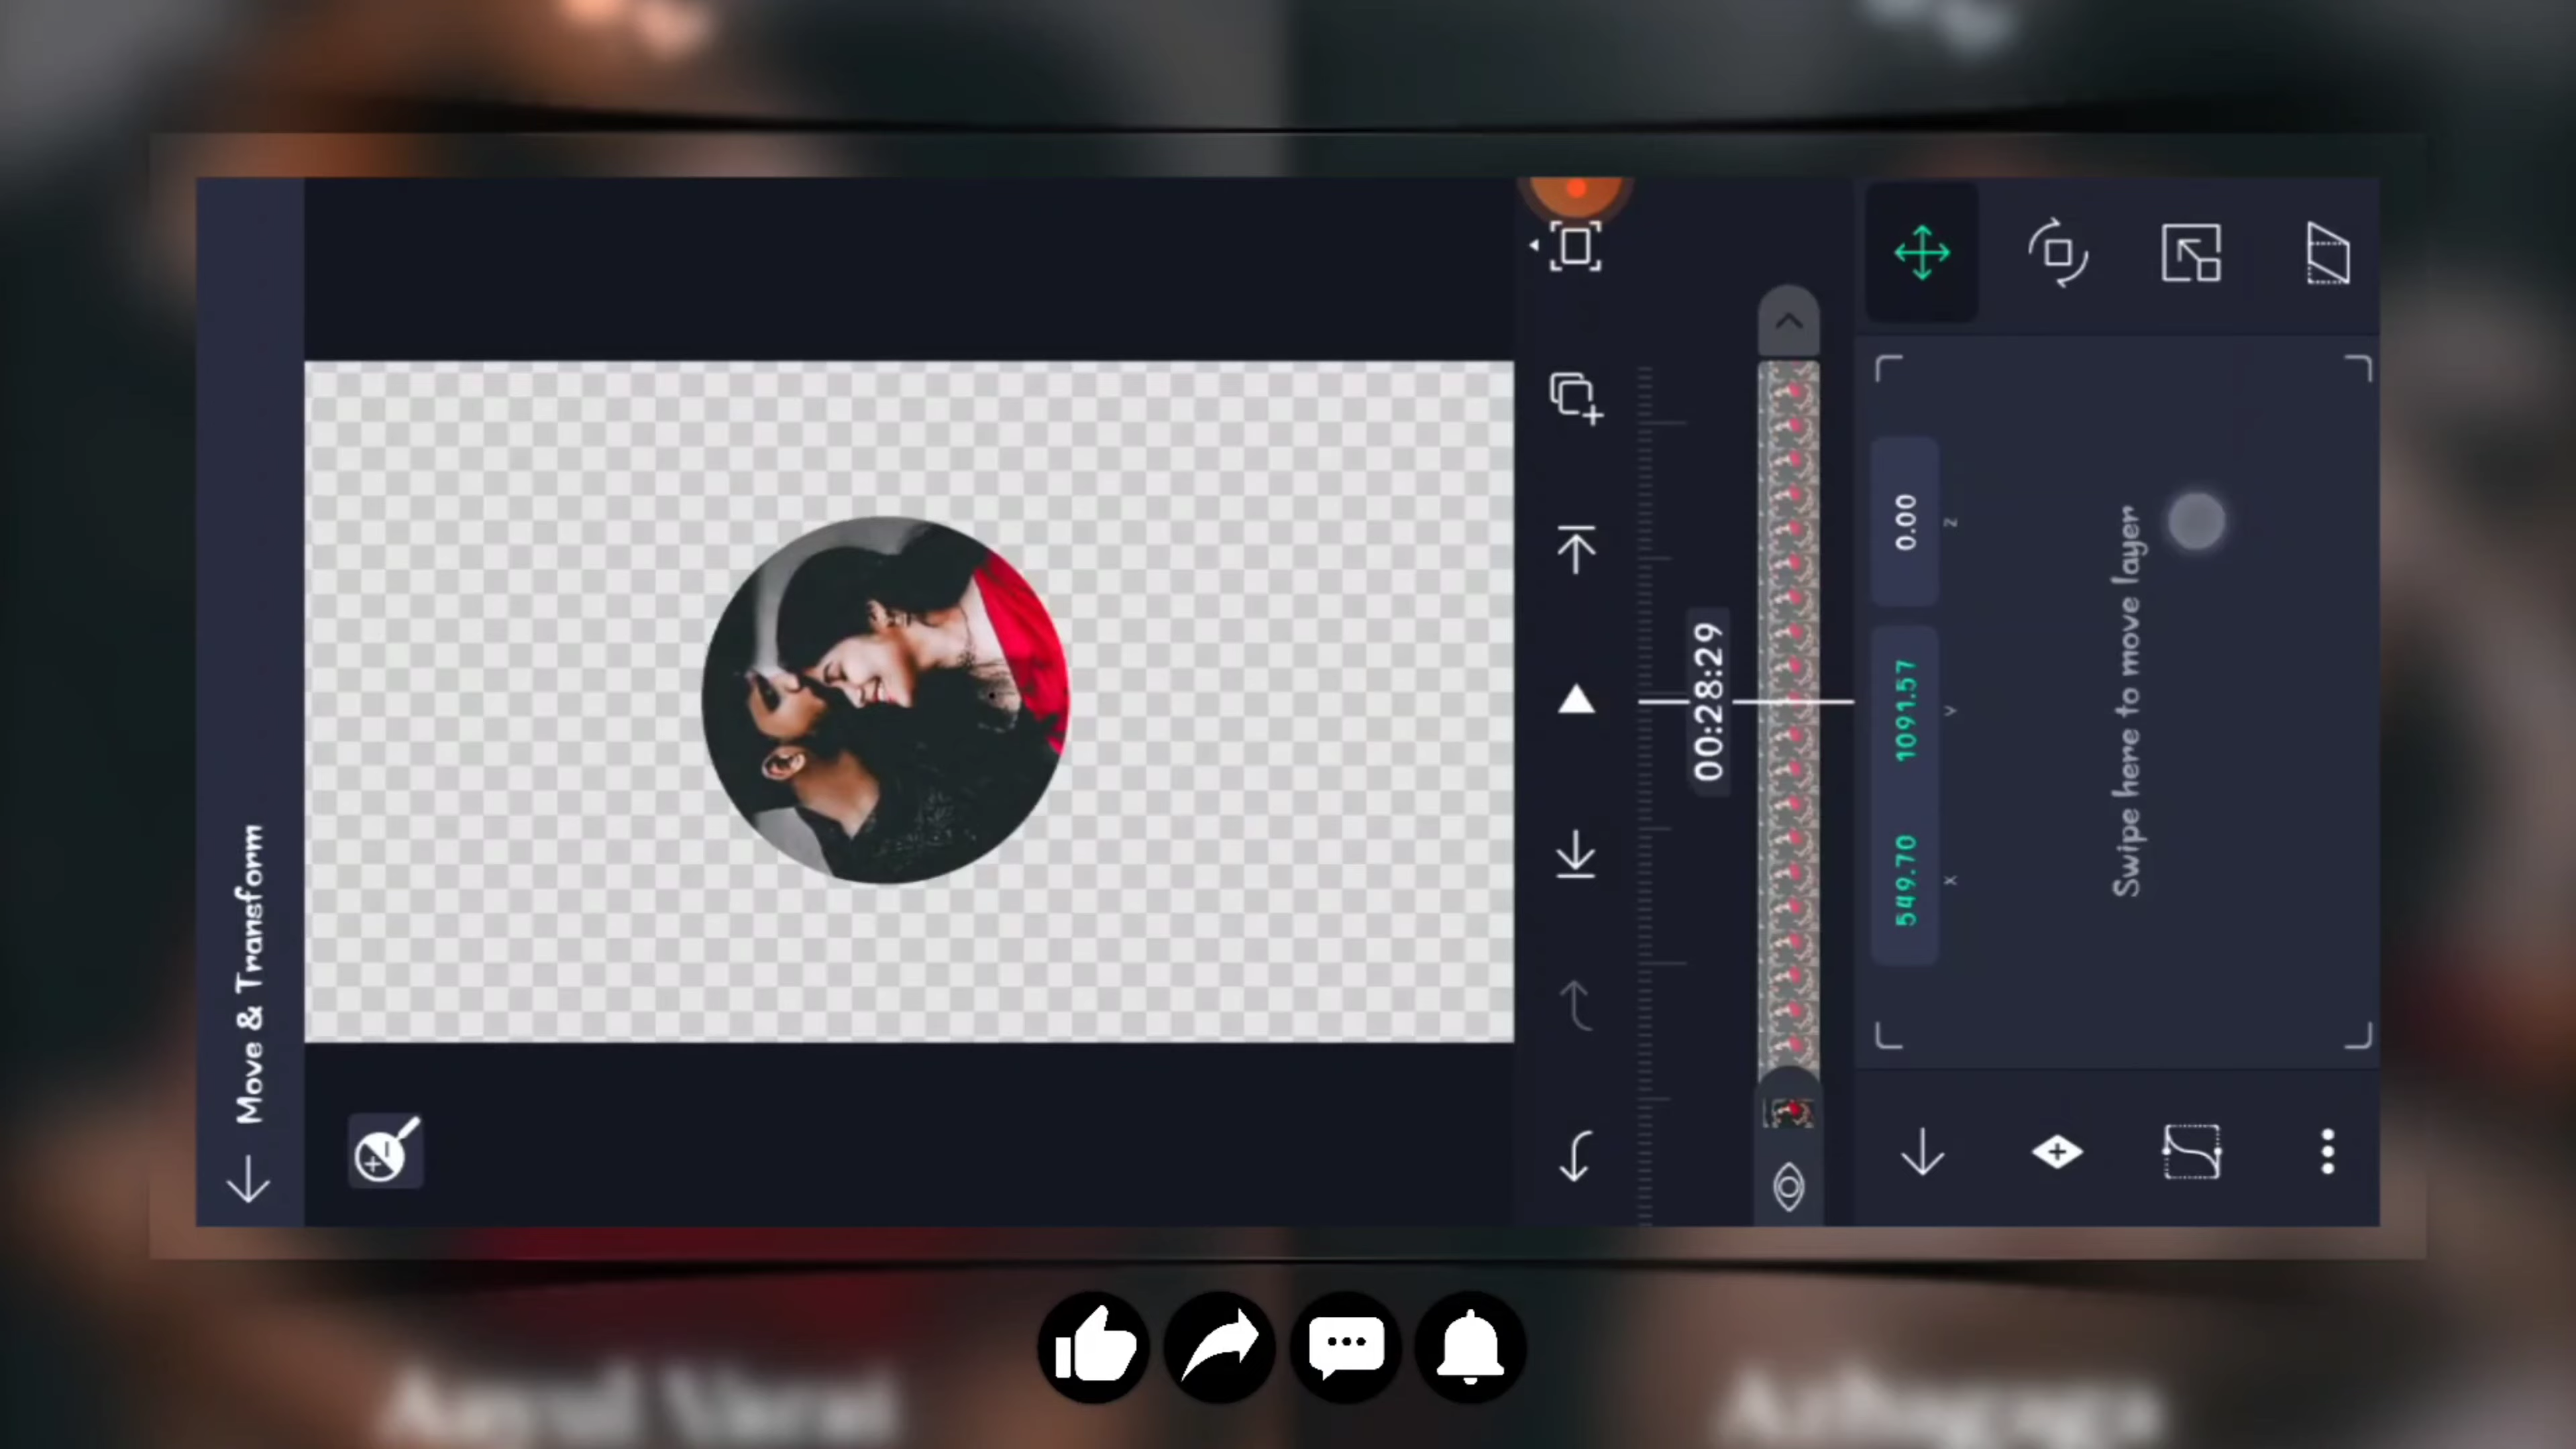 Move & Transform
00:28:29
549.70 1091.57 0.00
X Y Z
Swipe here to move layer